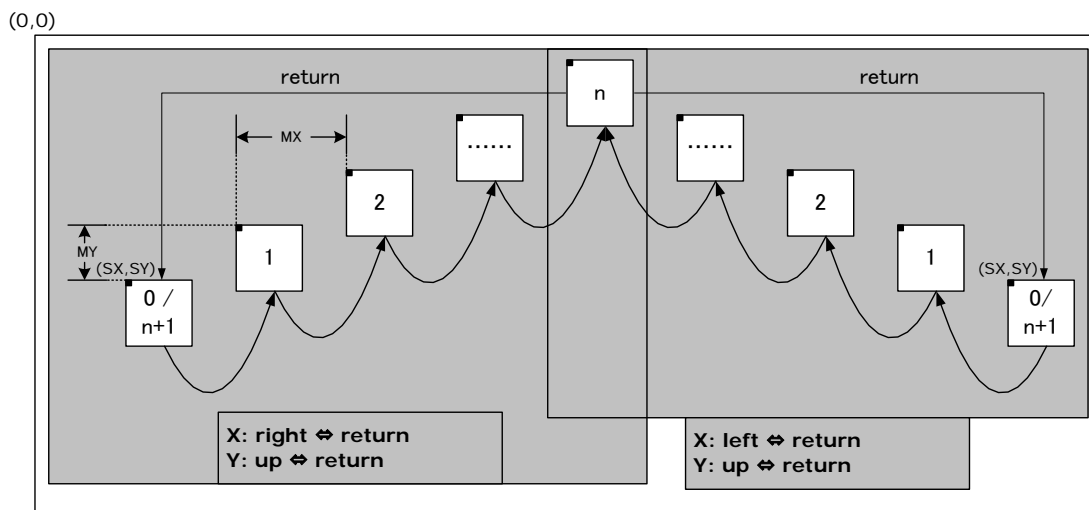 (0,0)
return
n
return
MX
......
......
2
2
1
1
MY
(SX,SY)
(SX,SY)
0 /
n+1
0/
n+1
X: right ⇔ return
Y: up ⇔ return
X: left ⇔ return
Y: up ⇔ return